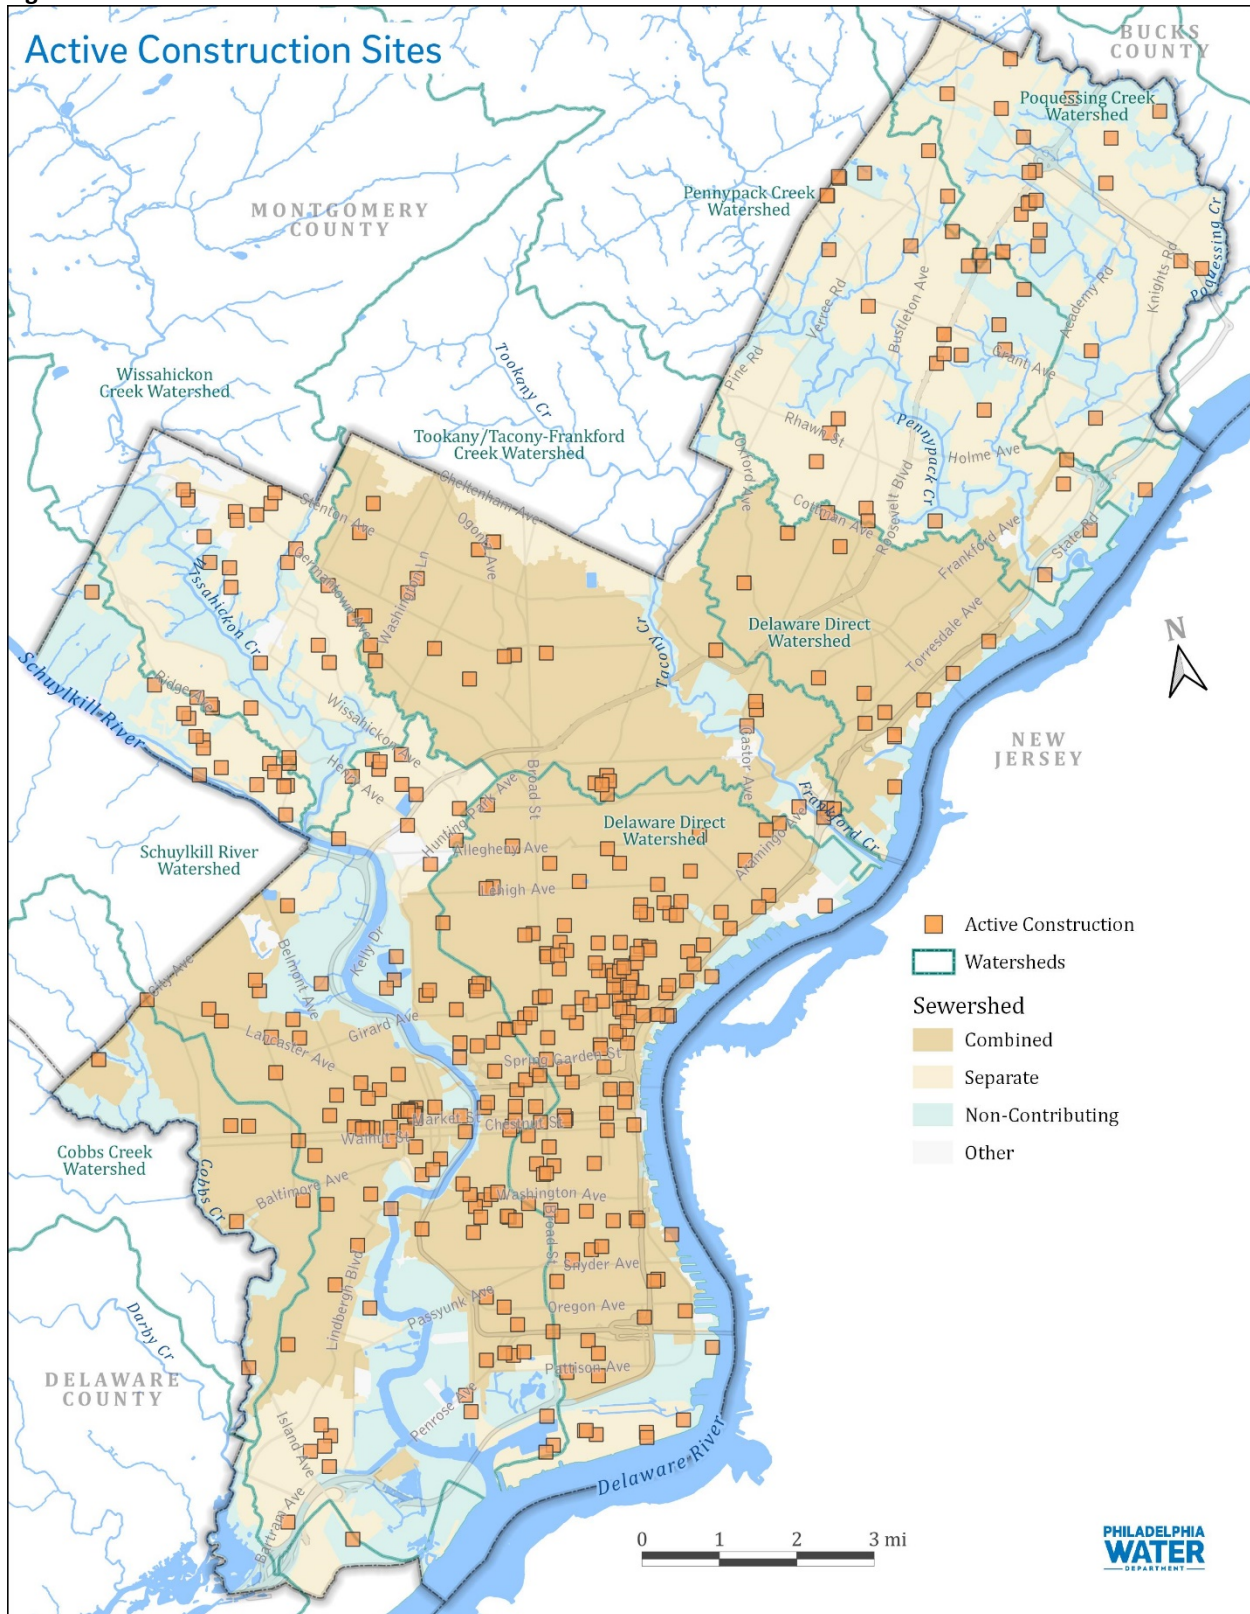 Active Construction Sites
BUCKS
COUNTY
Poquessing Creek
Watershed
Pennypack Creek
Watershed
MONTGOMERY
COUNTY
Poquessing Cr
Knights Rd
Academy Rd
Bustleton Ave
Verree Rd
Pine Rd
Grant Ave
Tookany Cr
Wissahickon
Creek Watershed
Tookany/Tacony-Frankford
Creek Watershed
Rhawn St
Pennypack Cr
Holme Ave
Oxford Ave
Roosevelt Blvd
Cottman Ave
Frankford Ave
State Rd
Cheltenham Ave
Ogontz Ave
Stenton Ave
Germantown Ave
Washington Ln
Wissahickon Cr
Tacony Cr
Delaware Direct
Watershed
Torresdale Ave
N
Schuylkill River
Ridge Ave
Wissahickon Ave
Henry Ave
Castor Ave
NEW
JERSEY
Broad St
Hunting Park Ave
Frankford Cr
Delaware Direct
Watershed
Aramingo Ave
Allegheny Ave
Schuylkill River
Watershed
Lehigh Ave
Kelly Dr
Belmont Ave
City Ave
Girard Ave
Lancaster Ave
Spring Garden St
Market St
Chestnut St
Walnut St
Cobbs Creek
Watershed
Cobbs Cr
Baltimore Ave
Washington Ave
Broad St
Snyder Ave
Lindbergh Blvd
Passyunk Ave
Oregon Ave
Darby Cr
Pattison Ave
DELAWARE
COUNTY
Penrose Ave
Island Ave
Delaware River
Bartram Ave
Active Construction
Watersheds
Sewershed
Combined
Separate
Non-Contributing
Other
0 1 2 3 mi
PHILADELPHIA
WATER
DEPARTMENT